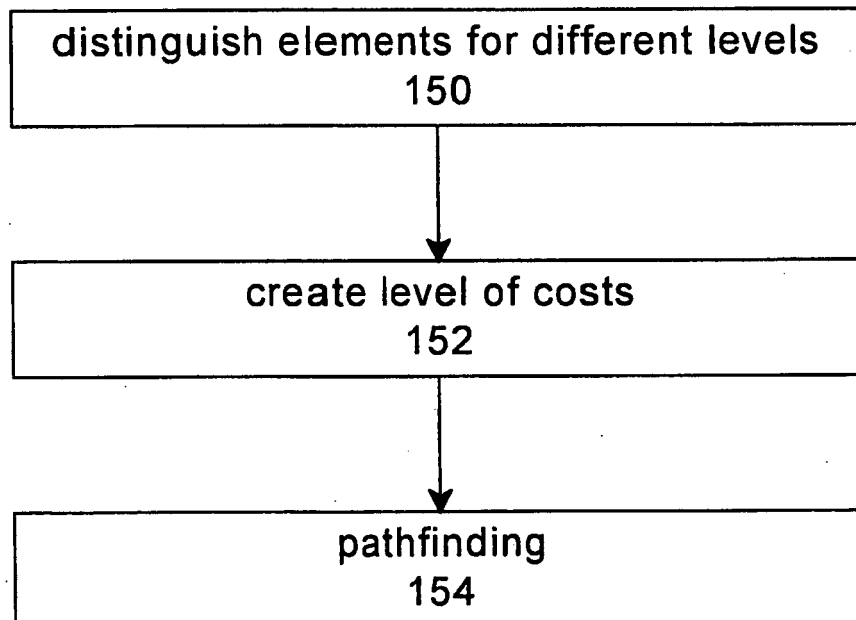 distinguish elements for different levels
150
create level of costs
152
pathfinding
154